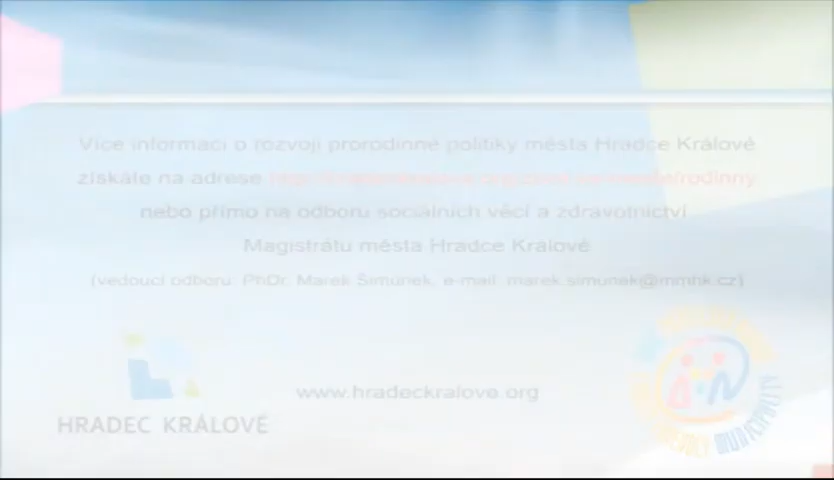 Více informací o rozvoji prorodinné politiky města Hradce Králové
získáte na adrese
nebo přímo na odboru sociálních věcí a zdravotnictví
Magistrátu města Hradce Králové
(vedoucí odboru: PhDr. Marek Šimůnek, e-mail: marek.simunek@mmhk.cz)
www.hradeckralove.org
HRADEC KRÁLOVÉ
MUNICIPALITY